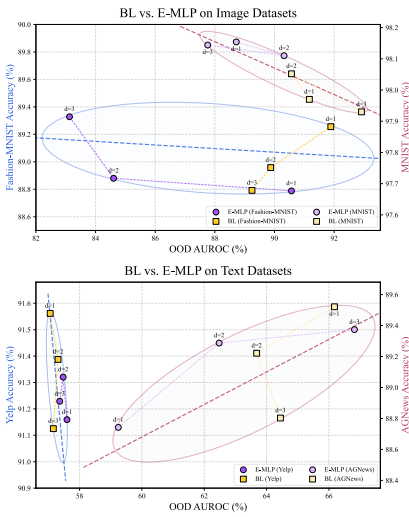 BL vs. E-MLP on Image Datasets
Fashion-MNIST Accuracy (%)
90.0
89.8
89.6
89.4
89.2
89.0
88.8
88.6
98.2
98.1
98.0
97.9
97.8
97.7
97.6
MNIST Accuracy (%)
d=3
d=1
d=2
d=2
d=1
d=3
d=3
d=1
d=2
d=2
d=3
d=1
E-MLP (Fashion-MNIST)
BL (Fashion-MNIST)
E-MLP (MNIST)
BL (MNIST)
82
84
86
88
90
92
OOD AUROC (%)
BL vs. E-MLP on Text Datasets
Yelp Accuracy (%)
91.6
91.5
91.4
91.3
91.2
91.1
91.0
89.6
89.4
89.2
89.0
88.8
88.6
88.4
AGNews Accuracy (%)
d=1
d=2
d=2
d=3
d=1
d=3
d=1
d=3
d=2
d=2
d=3
d=1
E-MLP (Yelp)
BL (Yelp)
E-MLP (AGNews)
BL (AGNews)
58
60
62
64
66
OOD AUROC (%)